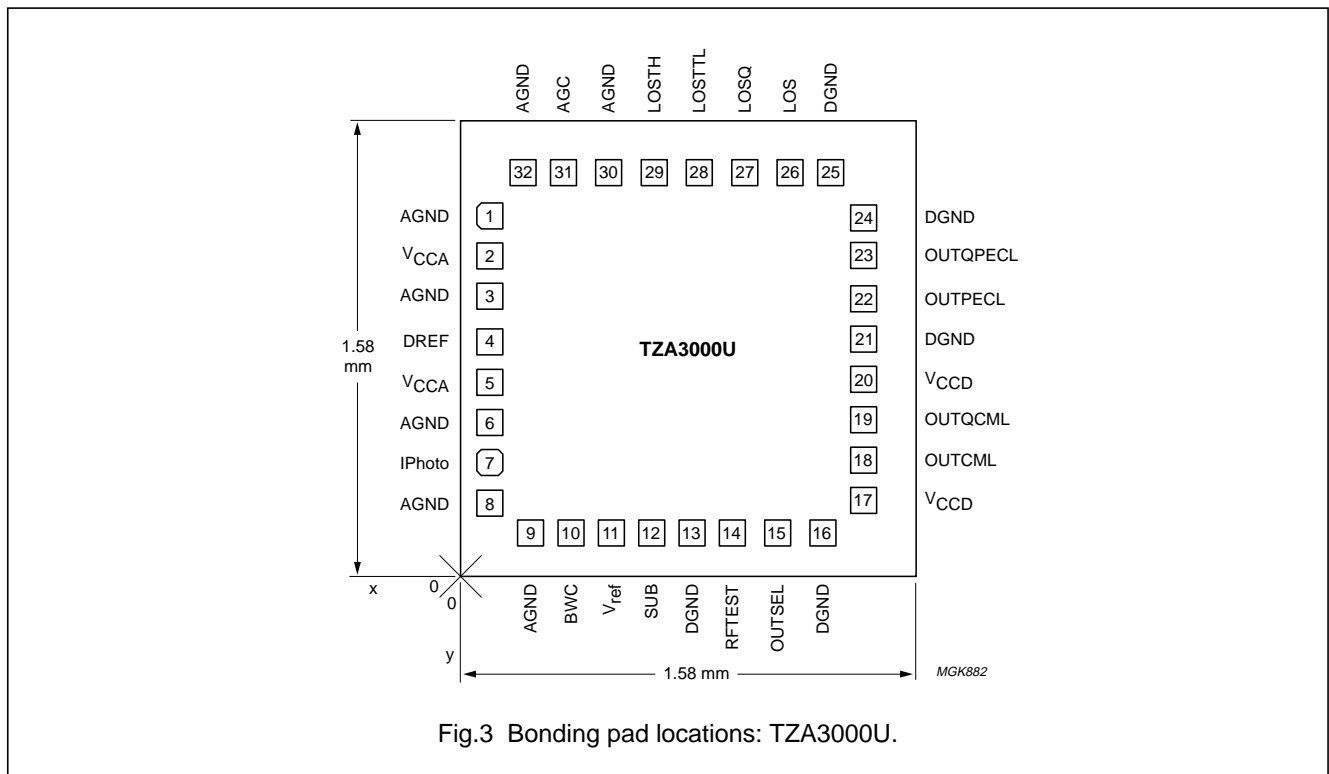 AGND
AGC
AGND
LOSTH
LOSTTL
LOSQ
LOS
DGND
32 31 30 29 28 27 26 25
AGND 1
VCCA 2
AGND 3
DREF 4
VCCA 5
AGND 6
IPhoto 7
AGND 8
1.58
mm
TZA3000U
24 DGND
23 OUTQPECL
22 OUTPECL
21 DGND
20 VCCD
19 OUTQCML
18 OUTCML
17 VCCD
9 10 11 12 13 14 15 16
x
0
0
y
AGND
BWC
Vref
SUB
DGND
RFTEST
OUTSEL
DGND
1.58 mm
MGK882
Fig.3 Bonding pad locations: TZA3000U.